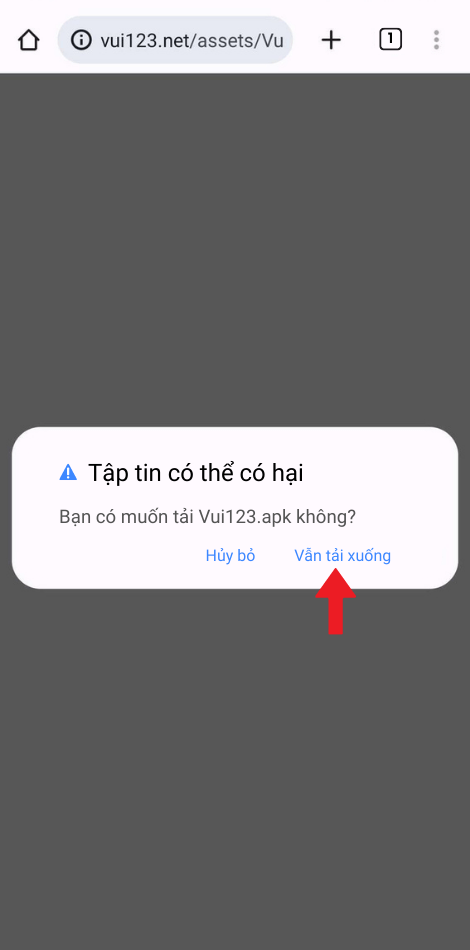 vui123.net/assets/Vu
1
Tập tin có thể có hại
Bạn có muốn tải Vui123.apk không?
Hủy bỏ
Vẫn tải xuống